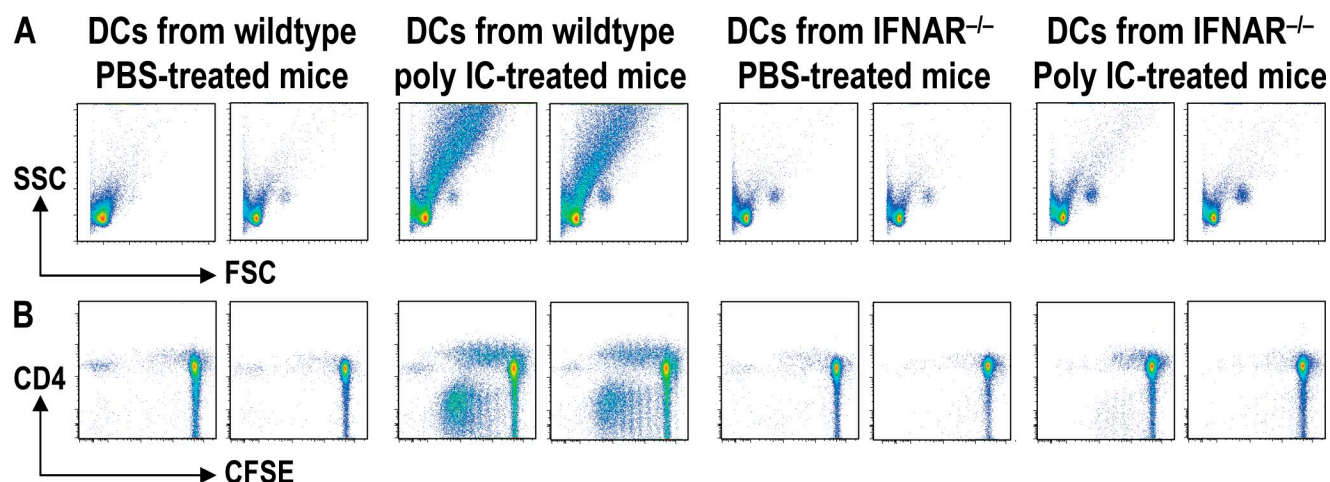 A
DCs from wildtype
PBS-treated mice
DCs from wildtype
poly IC-treated mice
DCs from IFNAR–/–
PBS-treated mice
DCs from IFNAR–/–
Poly IC-treated mice
SSC
FSC
B
CD4
CFSE